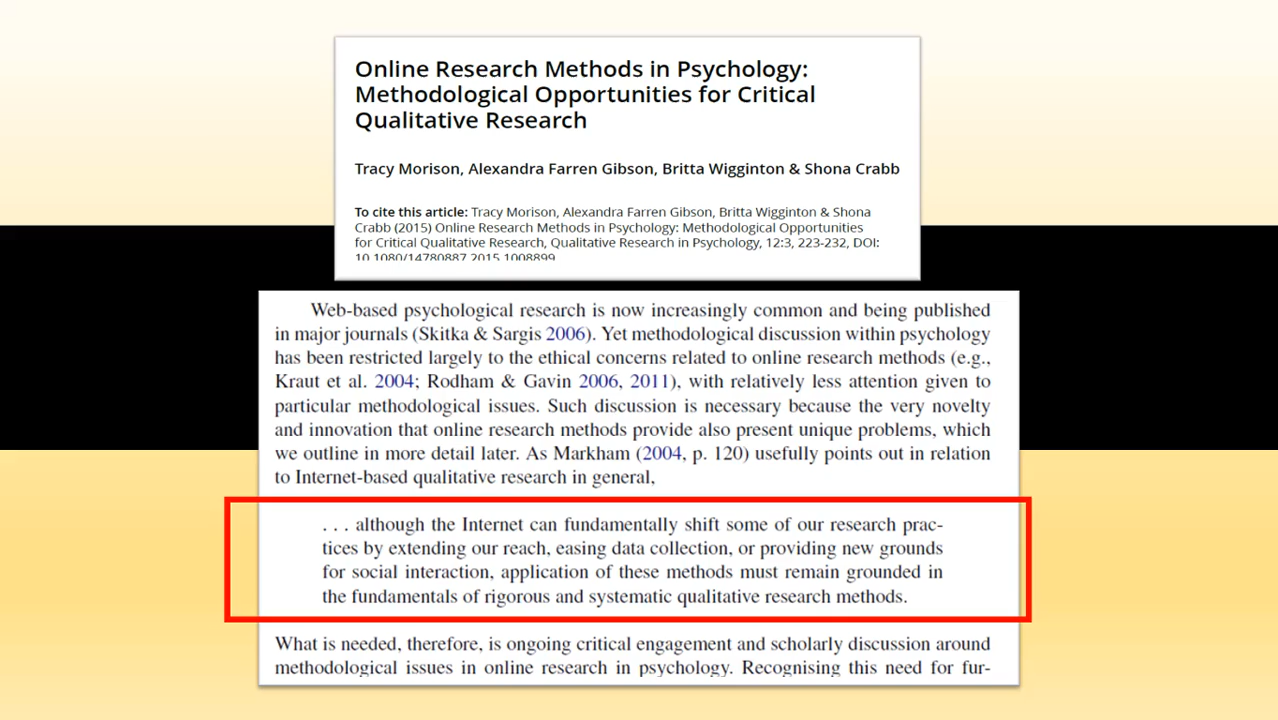 Online Research Methods in Psychology:
Methodological Opportunities for Critical
Qualitative Research
Tracy Morison, Alexandra Farren Gibson, Britta Wigginton & Shona Crabb
To cite this article: Tracy Morison, Alexandra Farren Gibson, Britta Wigginton & Shona
Crabb (2015) Online Research Methods in Psychology: Methodological Opportunities
for Critical Qualitative Research, Qualitative Research in Psychology, 12:3, 223-232, DOI:
10.1080/14780887.2015.1008899
Web-based psychological research is now increasingly common and being published
in major journals (Skitka & Sargis 2006). Yet methodological discussion within psychology
has been restricted largely to the ethical concerns related to online research methods (e.g.,
Kraut et al. 2004; Rodham & Gavin 2006, 2011), with relatively less attention given to
particular methodological issues. Such discussion is necessary because the very novelty
and innovation that online research methods provide also present unique problems, which
we outline in more detail later. As Markham (2004, p. 120) usefully points out in relation
to Internet-based qualitative research in general,
. . . although the Internet can fundamentally shift some of our research prac-
tices by extending our reach, easing data collection, or providing new grounds
for social interaction, application of these methods must remain grounded in
the fundamentals of rigorous and systematic qualitative research methods.
What is needed, therefore, is ongoing critical engagement and scholarly discussion around
methodological issues in online research in psychology. Recognising this need for fur-